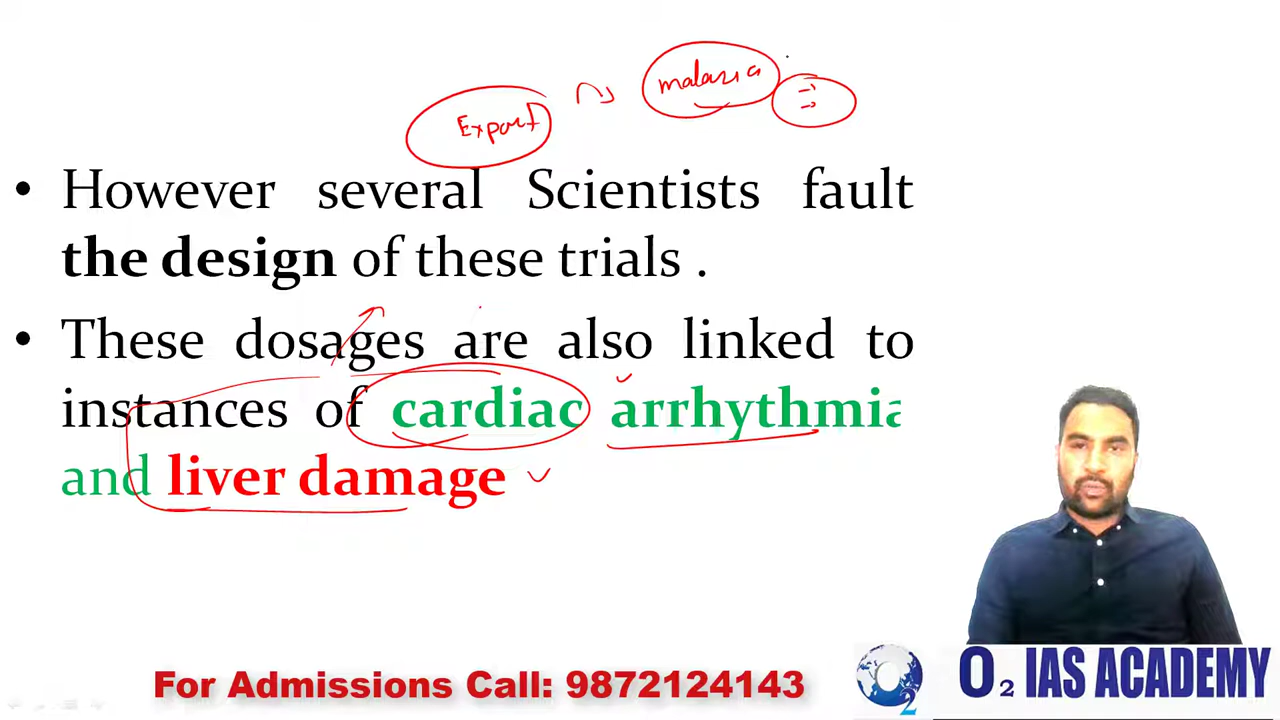 malaria
Export
• However several Scientists fault
the design of these trials .
• These dosages are also linked to
instances of cardiac arrhythmia
and liver damage
For Admissions Call: 9872124143
O2 IAS ACADEMY